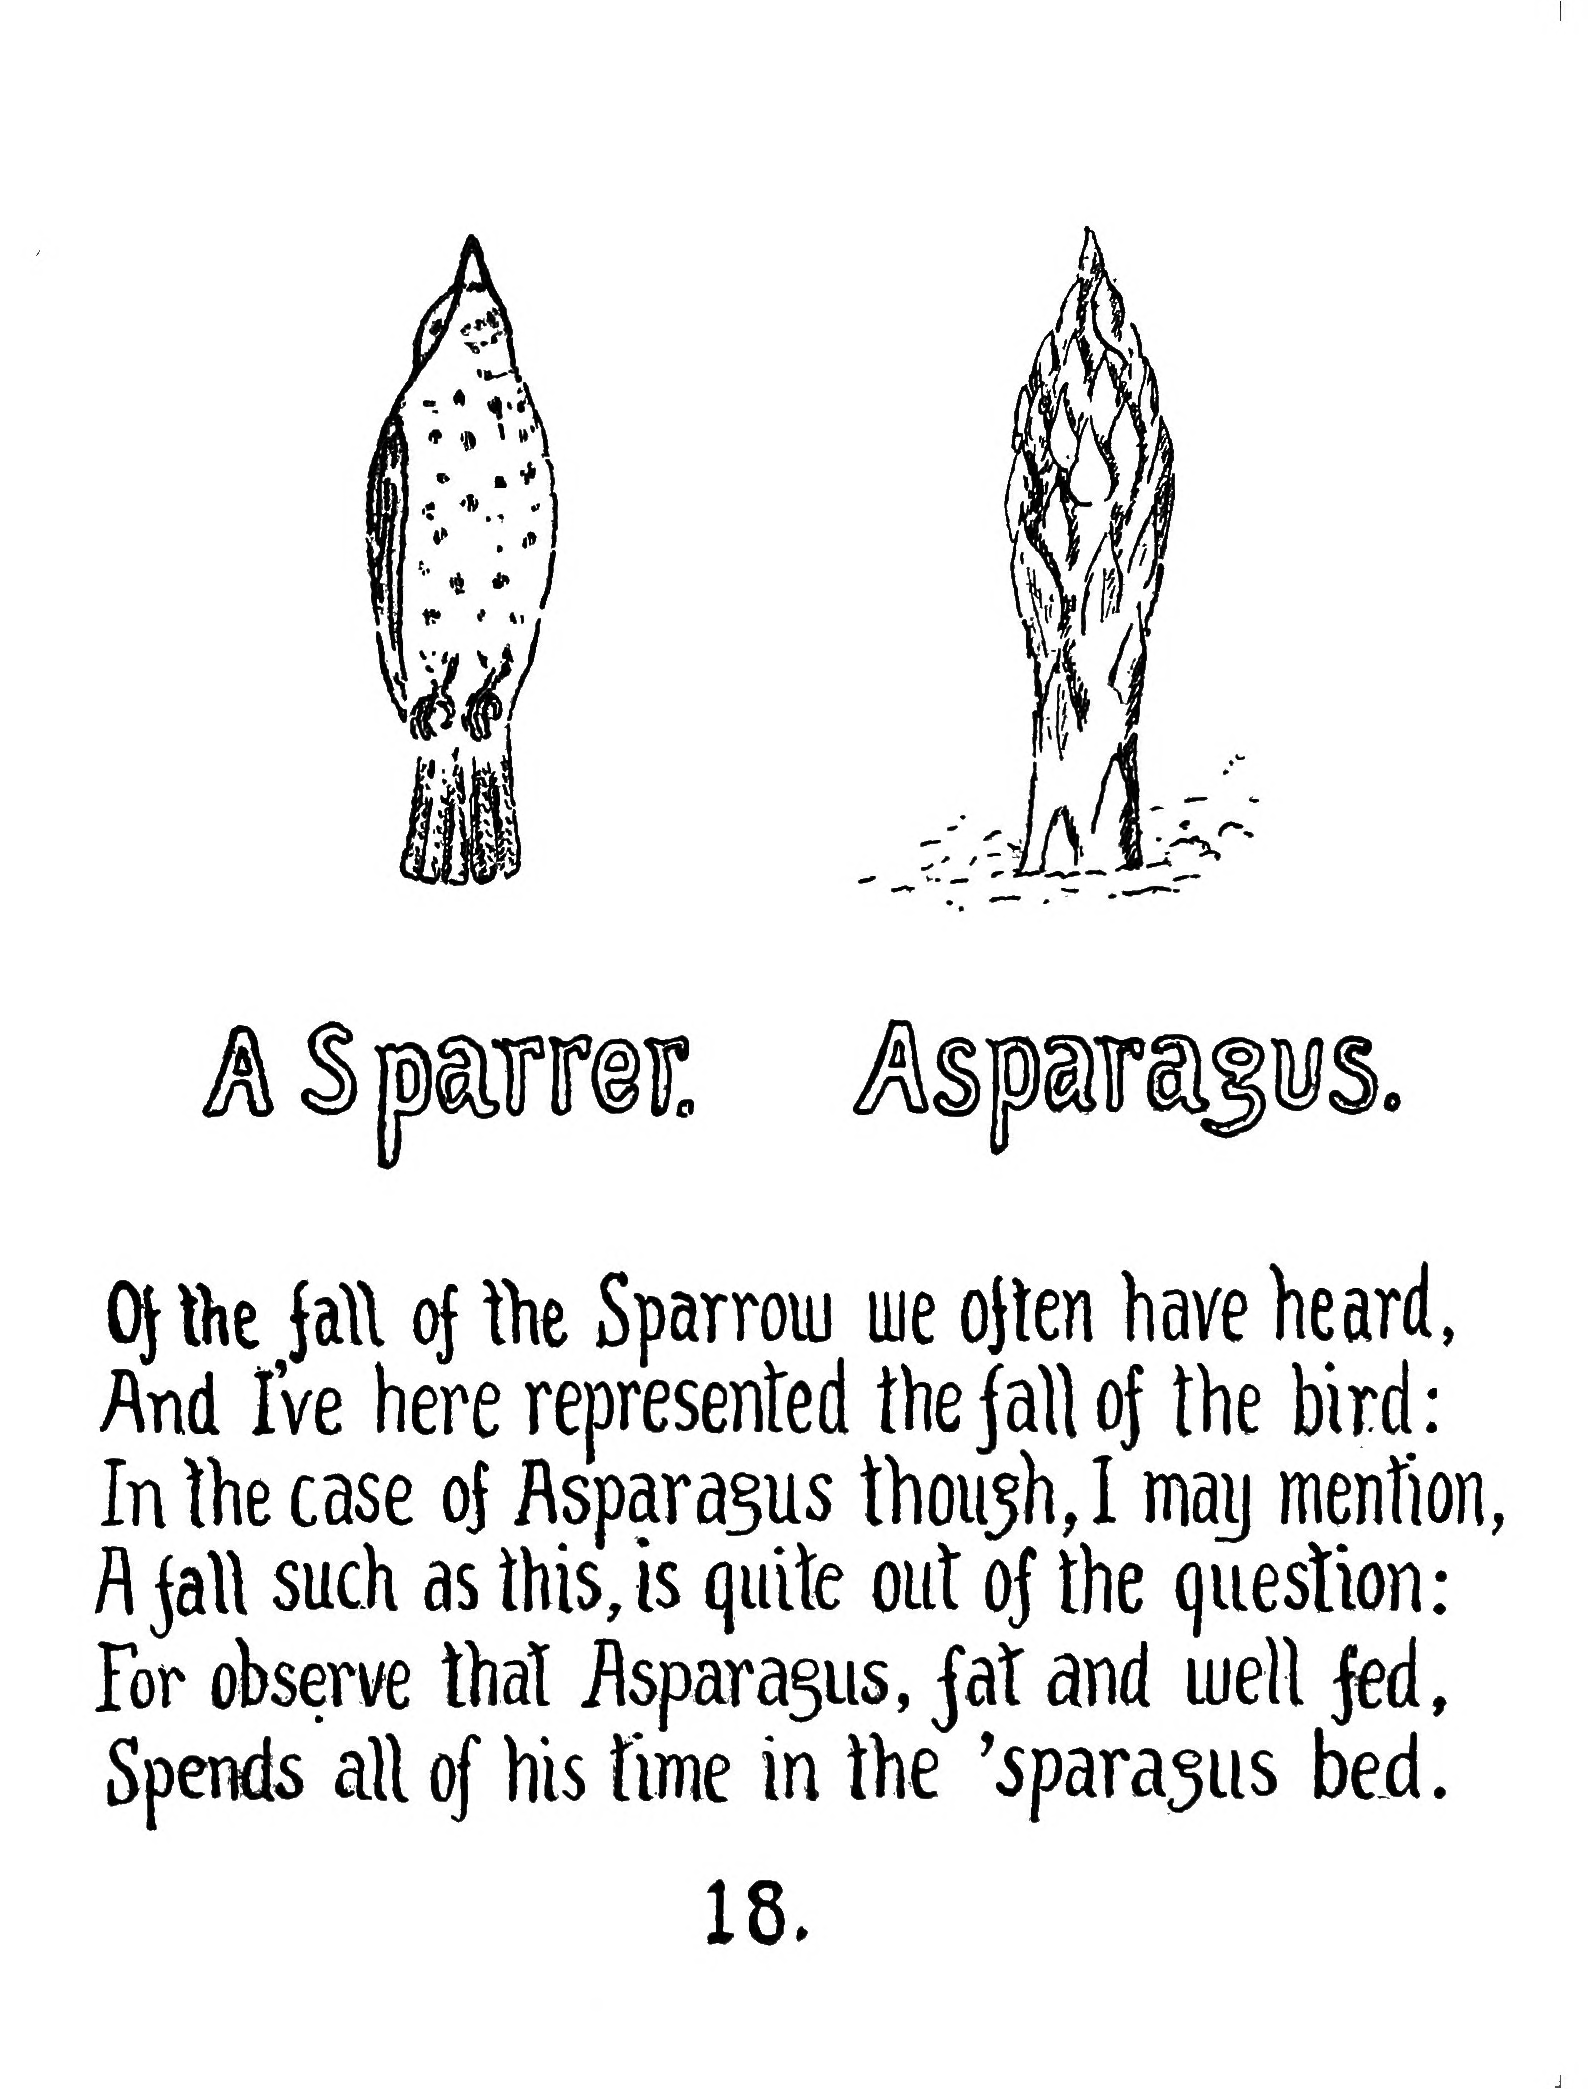 A Sparrer. Asparagus.
Of the fall of the Sparrow we often have heard,
And I've here represented the fall of the bird:
In the case of Asparagus though, I may mention,
A fall such as this, is quite out of the question:
For observe that Asparagus, fat and well fed,
Spends all of his time in the 'sparagus bed.
18.